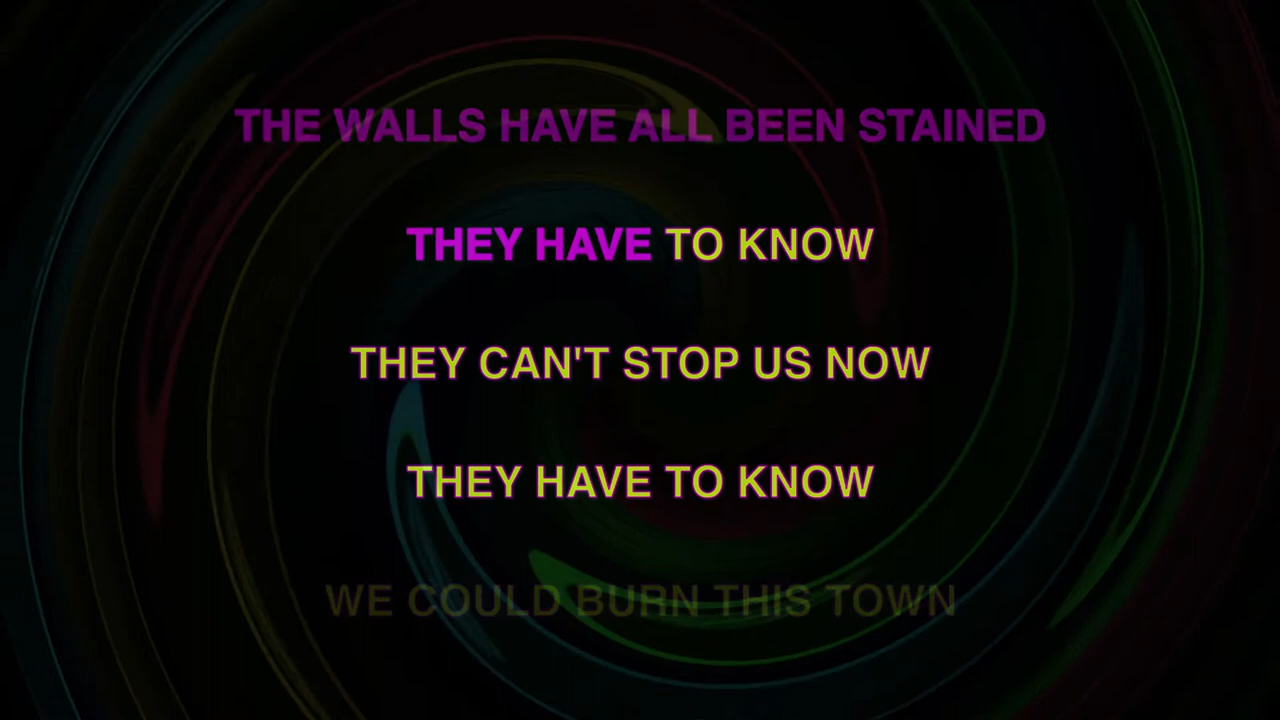 THE WALLS HAVE ALL BEEN STAINED
THEY HAVE TO KNOW
THEY CAN'T STOP US NOW
THEY HAVE TO KNOW
WE COULD BURN THIS TOWN